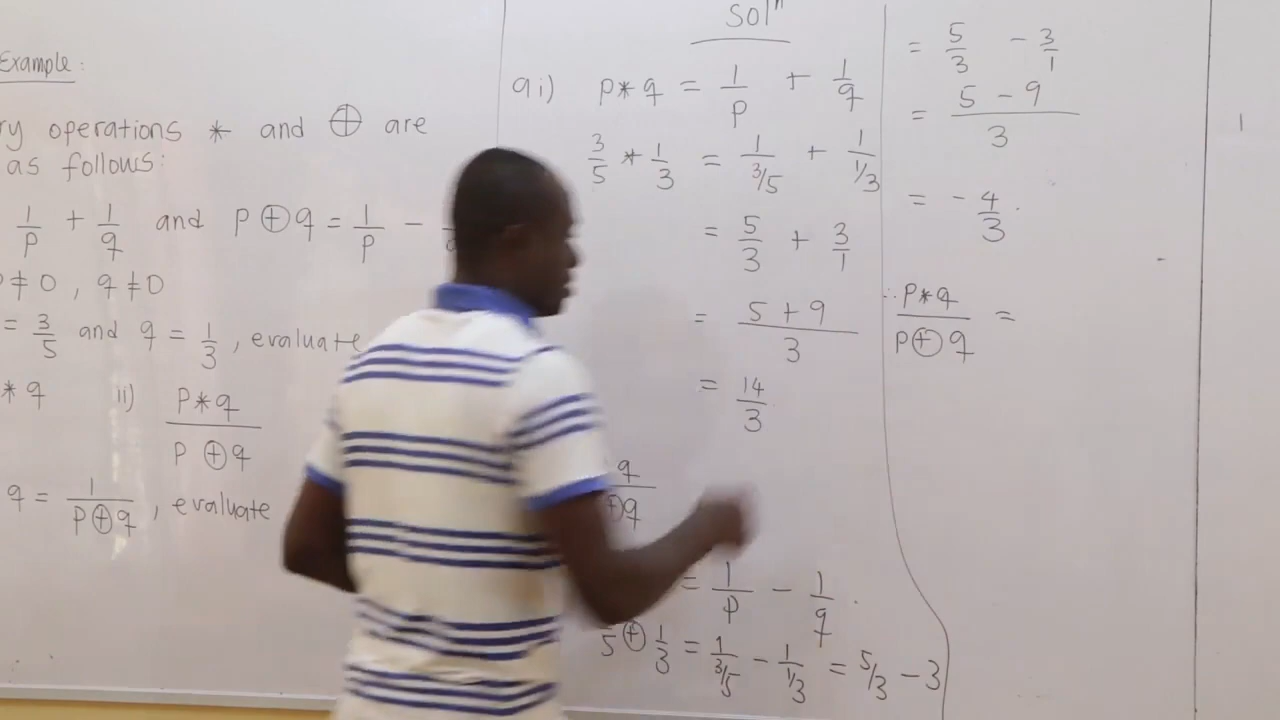 Example:
ry operations * and ⊕ are
as follows:
1/p + 1/q and p ⊕ q = 1/p -
p ≠ 0, q ≠ 0
= 3/5 and q = 1/3, evaluate
* q ii) p * q / p ⊕ q
q = 1/(p ⊕ q), evaluate
Solⁿ
ai) p * q = 1/p + 1/q
3/5 * 1/3 = 1/(3/5) + 1/(1/3)
= 5/3 + 3/1
= (5 + 9)/3
= 14/3
q / ⊕ q
= 1/p - 1/q.
5 ⊕ 1/3 = 1/(3/5) - 1/(1/3) = 5/3 - 3
= 5/3 - 3/1
= (5 - 9)/3
= - 4/3.
∴ p * q / p ⊕ q =